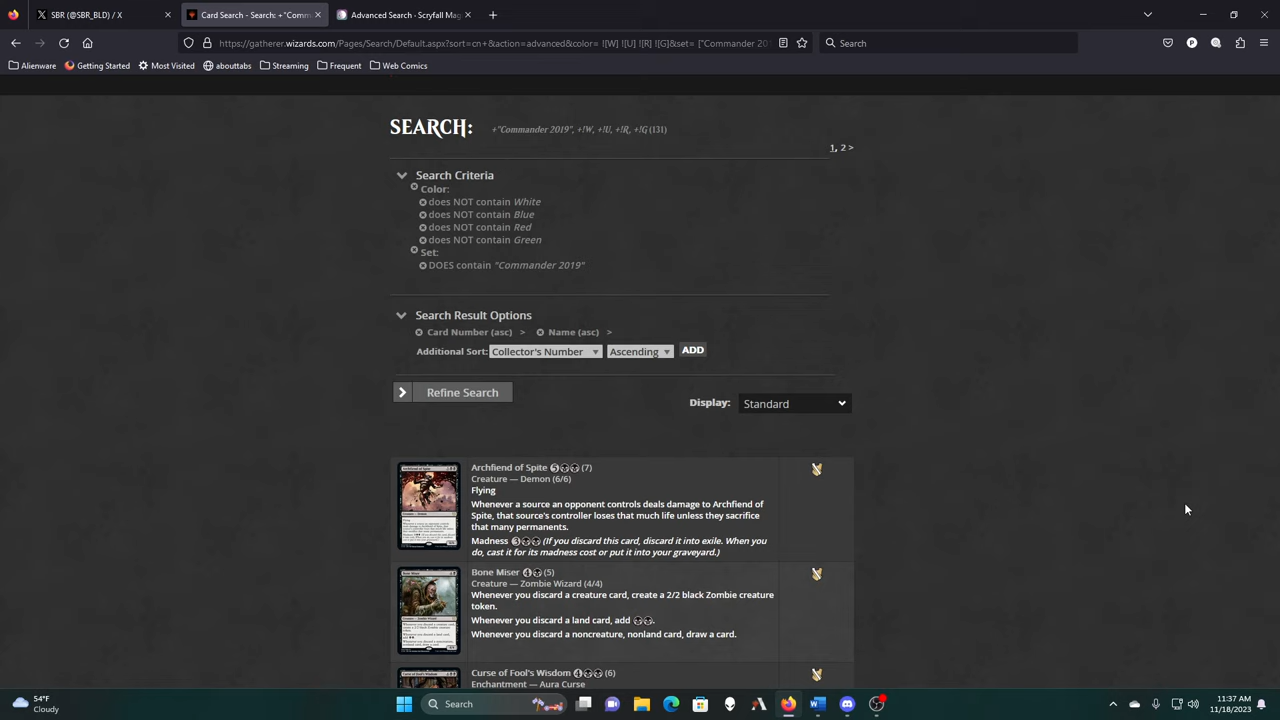 SBR (@SBR_BLD) / X
Card Search - Search: +"Comm
Advanced Search - Scryfall Mag
https://gatherer.wizards.com/Pages/Search/Default.aspx?sort=cn+&action=advanced&color= ![W] ![U] ![R] ![G]&set= ["Commander 20
Search
Alienware
Getting Started
Most Visited
abouttabs
Streaming
Frequent
Web Comics
SEARCH: +"Commander 2019", +!W, +!U, +!R, +!G (131)
1, 2 >
Search Criteria
Color:
does NOT contain White
does NOT contain Blue
does NOT contain Red
does NOT contain Green
Set:
DOES contain "Commander 2019"
Search Result Options
Card Number (asc) > Name (asc) >
Additional Sort: Collector's Number Ascending ADD
Refine Search
Display: Standard
Archfiend of Spite 5 (7)
Creature — Demon (6/6)
Flying
Whenever a source an opponent controls deals damage to Archfiend of
Spite, that source's controller loses that much life unless they sacrifice
that many permanents.
Madness (If you discard this card, discard it into exile. When you
do, cast it for its madness cost or put it into your graveyard.)
Bone Miser 4 (5)
Creature — Zombie Wizard (4/4)
Whenever you discard a creature card, create a 2/2 black Zombie creature
token.
you discard a land card, add
nonland card, draw a card.
Curse of Fool's Wisdom 4 (6)
Enchantment — Aura Curse
54°F
Cloudy
Search
11:37 AM
11/18/2023